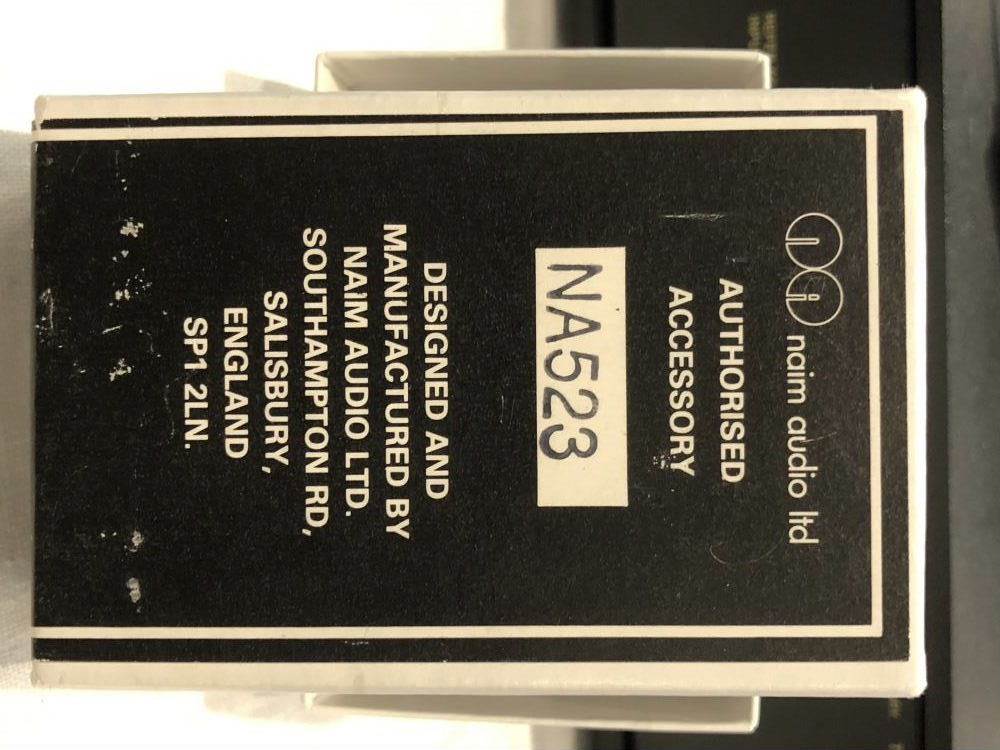 naim audio ltd
AUTHORISED
ACCESSORY
NA523
DESIGNED AND
MANUFACTURED BY
NAIM AUDIO LTD.
SOUTHAMPTON RD,
SALISBURY,
ENGLAND
SP1 2LN.